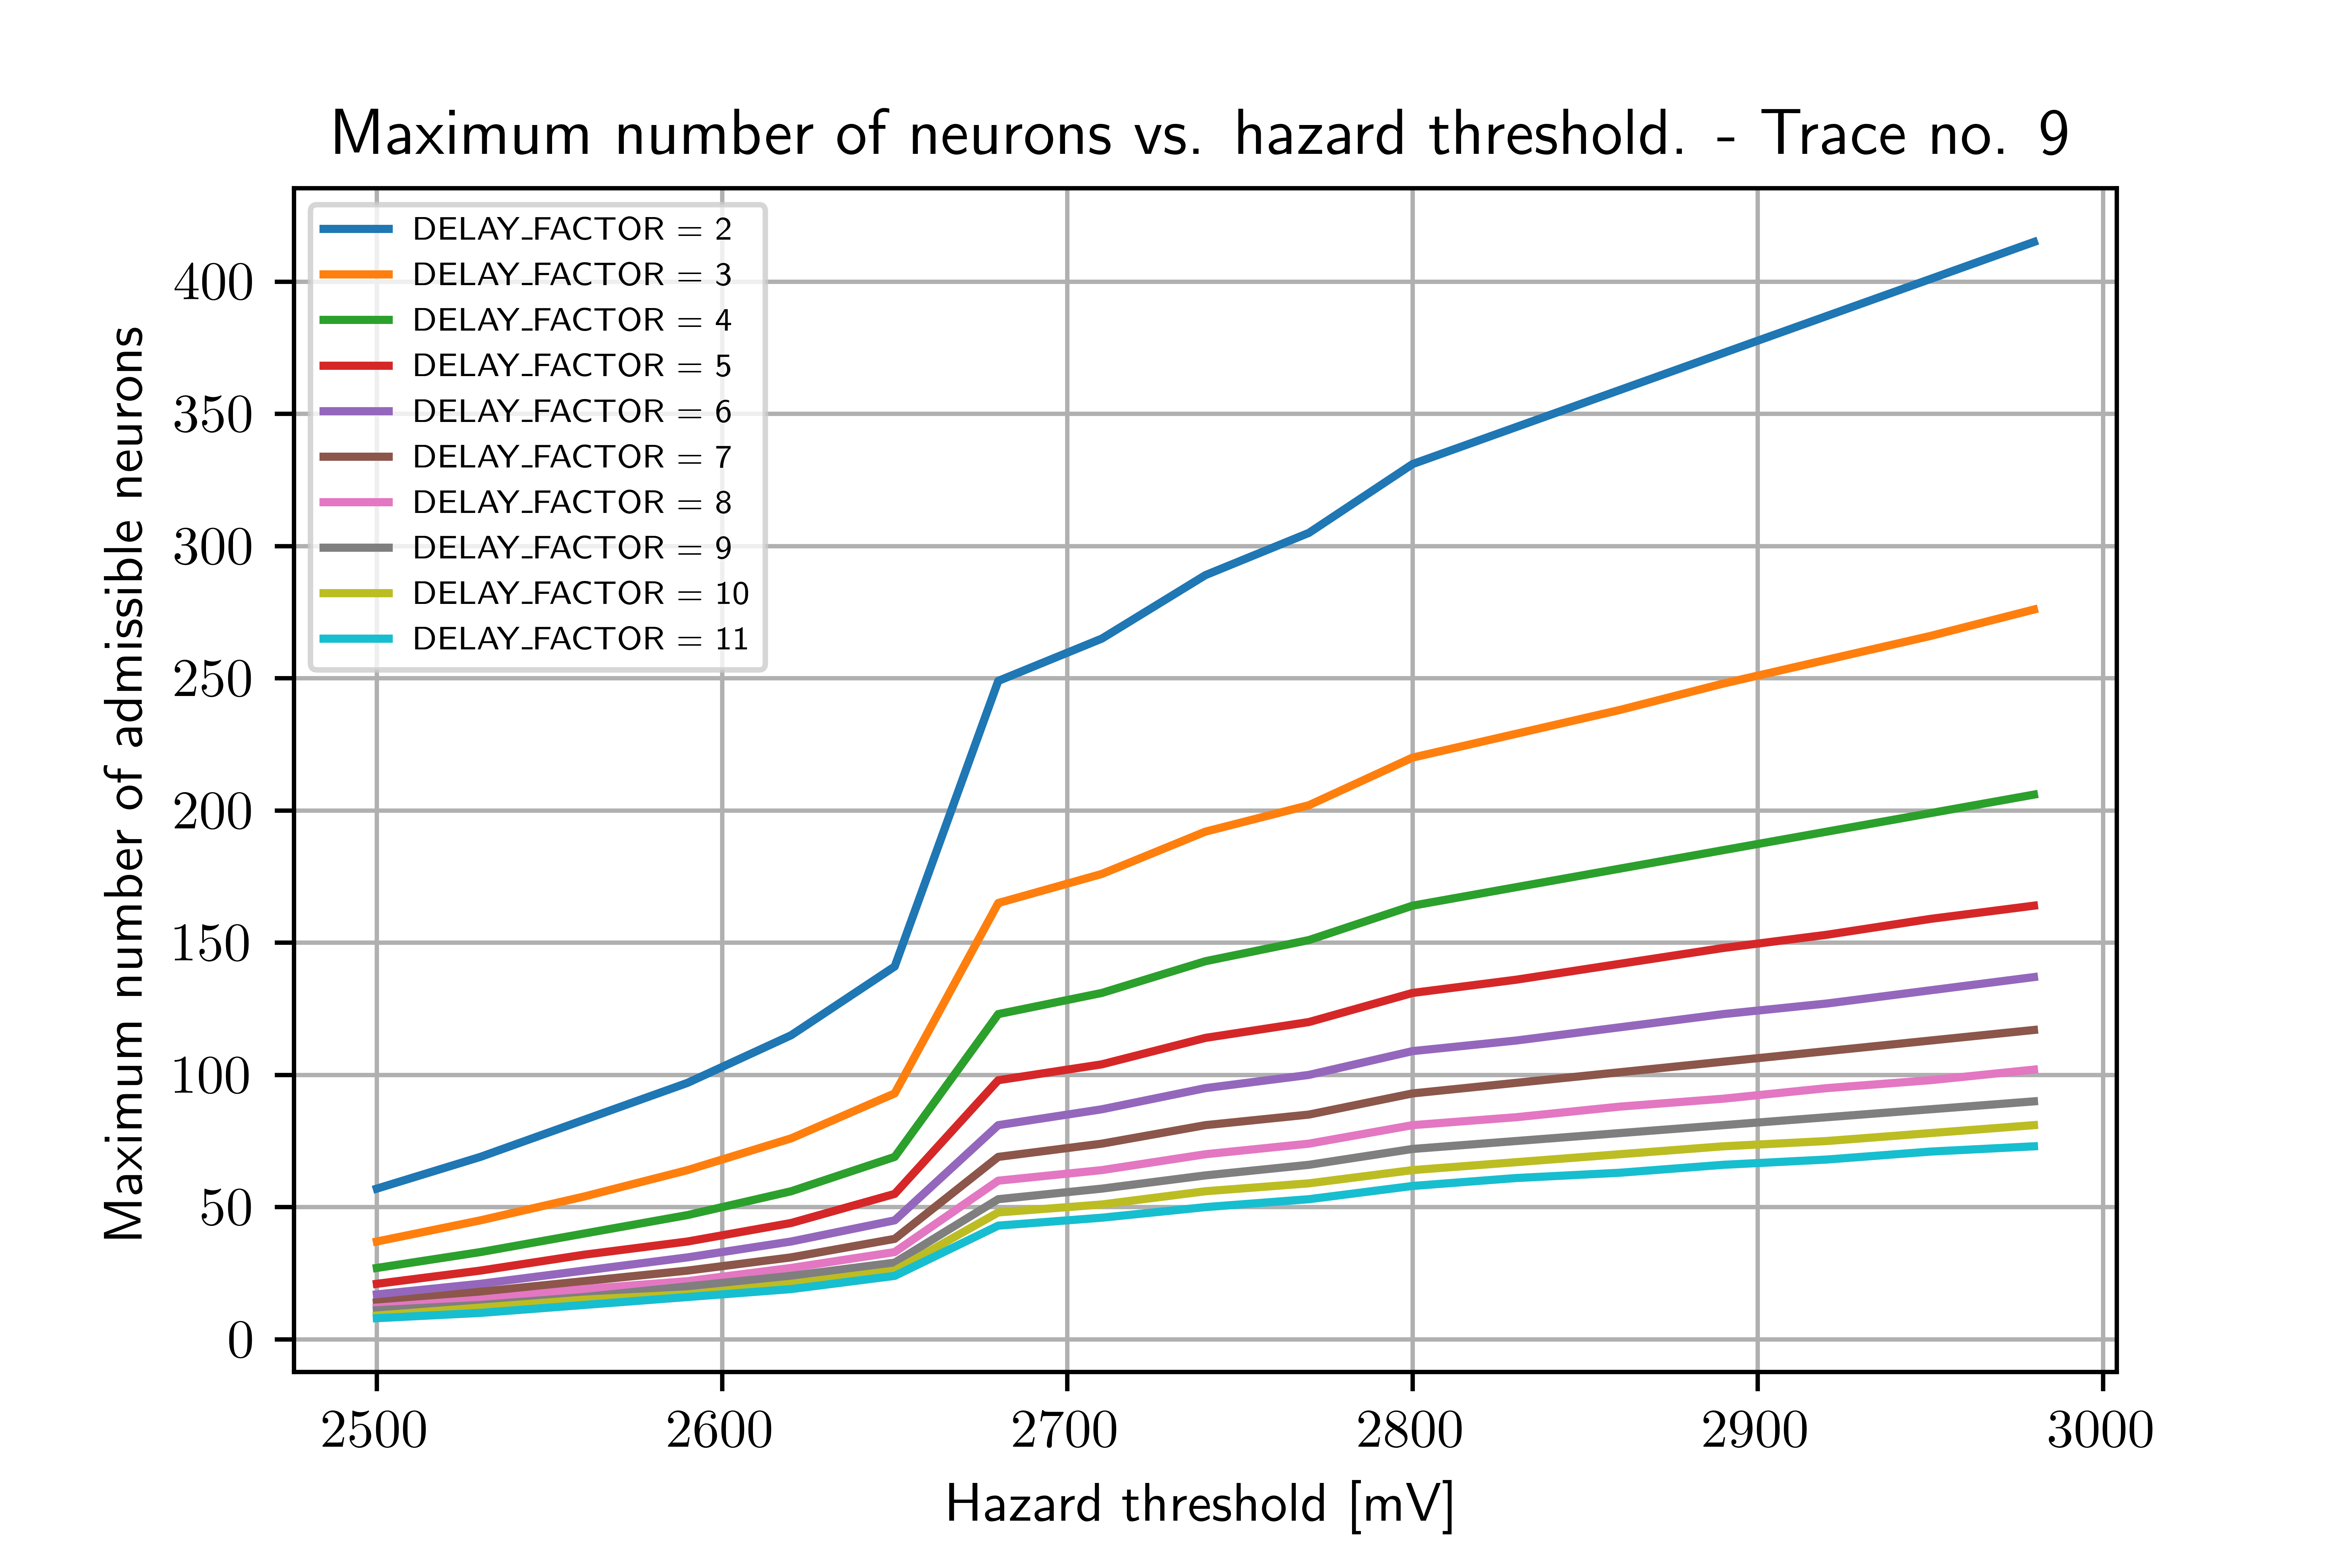 Maximum number of neurons vs. hazard threshold. - Trace no. 9
DELAY_FACTOR = 2
DELAY_FACTOR = 3
DELAY_FACTOR = 4
DELAY_FACTOR = 5
DELAY_FACTOR = 6
DELAY_FACTOR = 7
DELAY_FACTOR = 8
DELAY_FACTOR = 9
DELAY_FACTOR = 10
DELAY_FACTOR = 11
Maximum number of admissible neurons
400
350
300
250
200
150
100
50
0
2500 2600 2700 2800 2900 3000
Hazard threshold [mV]